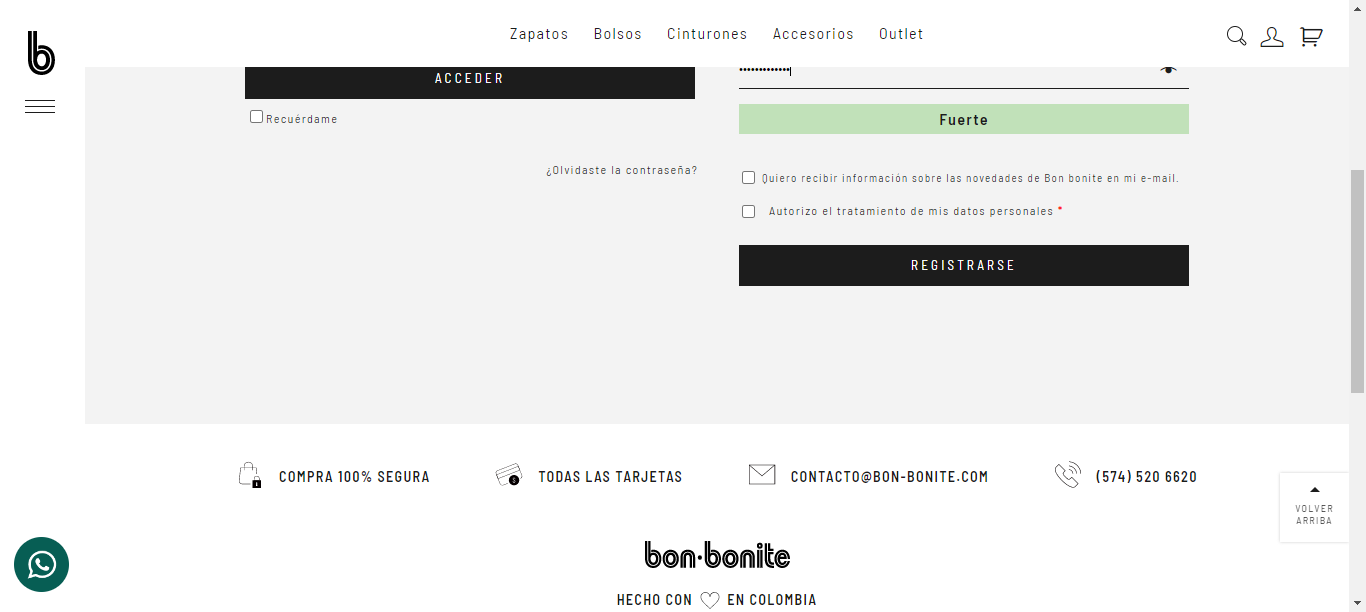 Zapatos Bolsos Cinturones Accesorios Outlet
b
ACCEDER
Recuérdame
¿Olvidaste la contraseña?
Fuerte
Quiero recibir información sobre las novedades de Bon bonite en mi e-mail.
Autorizo el tratamiento de mis datos personales *
REGISTRARSE
COMPRA 100% SEGURA
TODAS LAS TARJETAS
CONTACTO@BON-BONITE.COM
(574) 520 6620
VOLVER
ARRIBA
bon·bonite
HECHO CON EN COLOMBIA